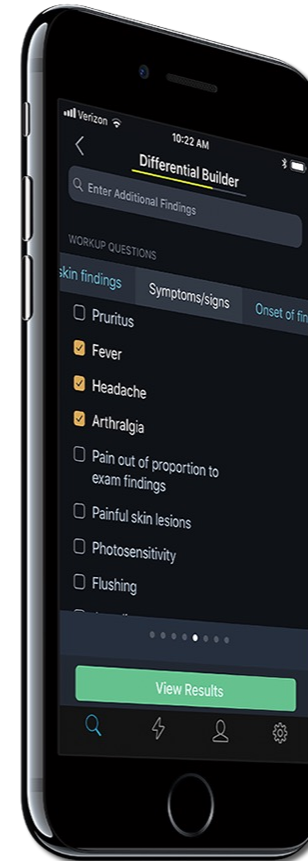 Verizon
10:22 AM
Differential Builder
Enter Additional Findings
WORKUP QUESTIONS
skin findings Symptoms/signs Onset of fin
Pruritus
Fever
Headache
Arthralgia
Pain out of proportion to
exam findings
Painful skin lesions
Photosensitivity
Flushing
View Results